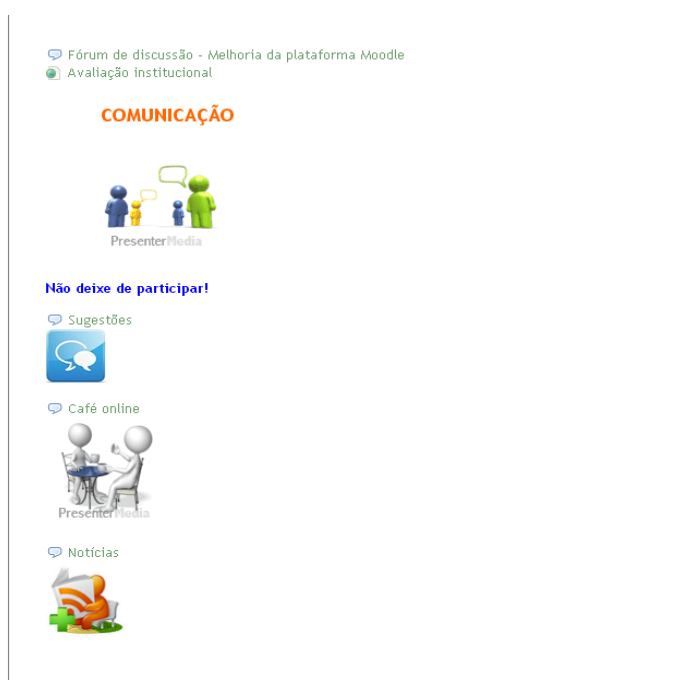 Fórum de discussão - Melhoria da plataforma Moodle
Avaliação institucional
COMUNICAÇÃO
PresenterMedia
Não deixe de participar!
Sugestões
Café online
PresenterMedia
Notícias